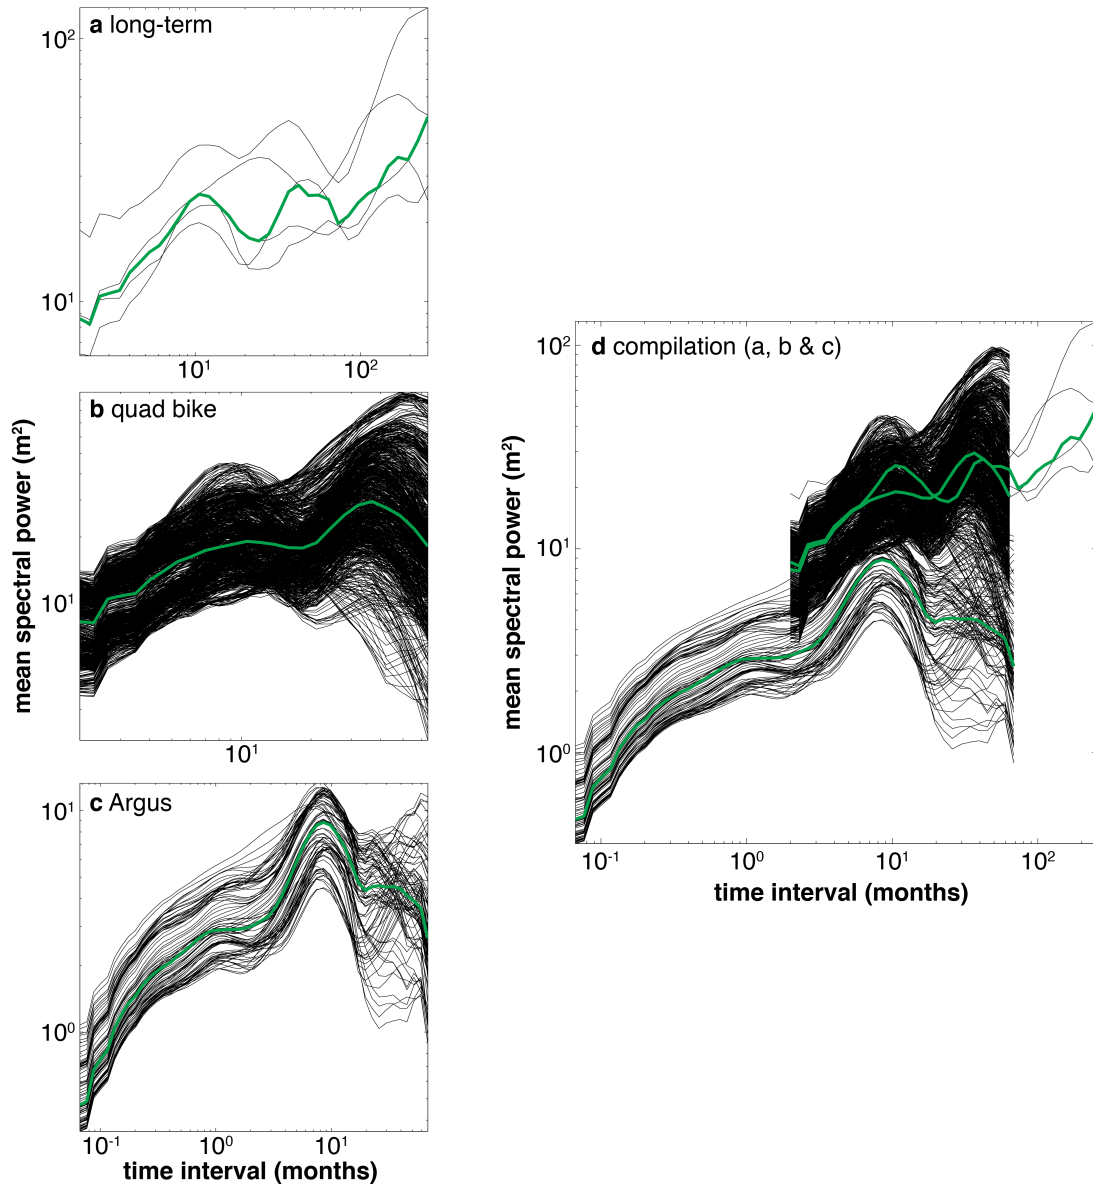 a long-term
10²
10¹
10¹ 10²
b quad bike
10¹
10¹
mean spectral power (m²)
c Argus
10¹
10⁰
10⁻¹ 10⁰ 10¹
time interval (months)
d compilation (a, b & c)
10²
10¹
10⁰
mean spectral power (m²)
10⁻¹ 10⁰ 10¹ 10²
time interval (months)